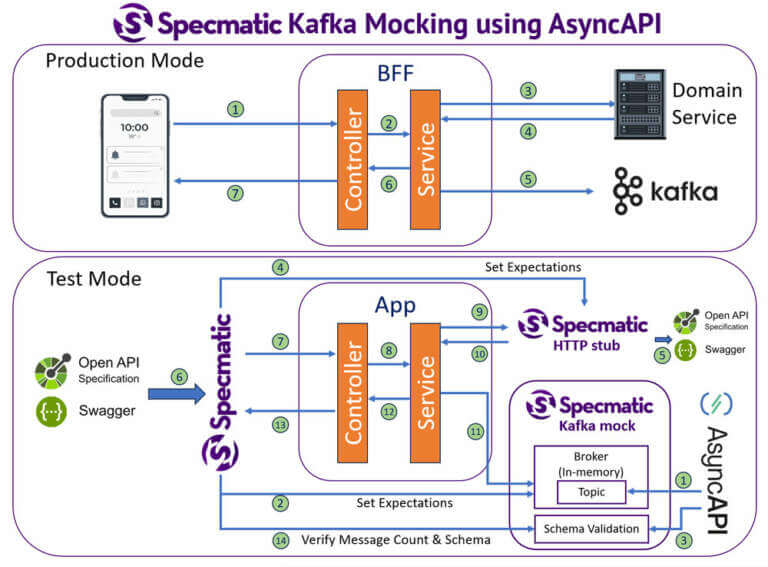 Specmatic Kafka Mocking using AsyncAPI
Production Mode
BFF
10:00
Controller
Service
1
2
3
4
5
6
7
Domain
Service
kafka
Test Mode
4
Set Expectations
App
Open API
Specification
Swagger
6
Specmatic
7
Controller
8
Service
9
10
Specmatic
HTTP stub
5
Open API
Specification
Swagger
13
12
11
Specmatic
Kafka mock
Broker
(In-memory)
Topic
1
AsyncAPI
2
Set Expectations
14
Verify Message Count & Schema
Schema Validation
3